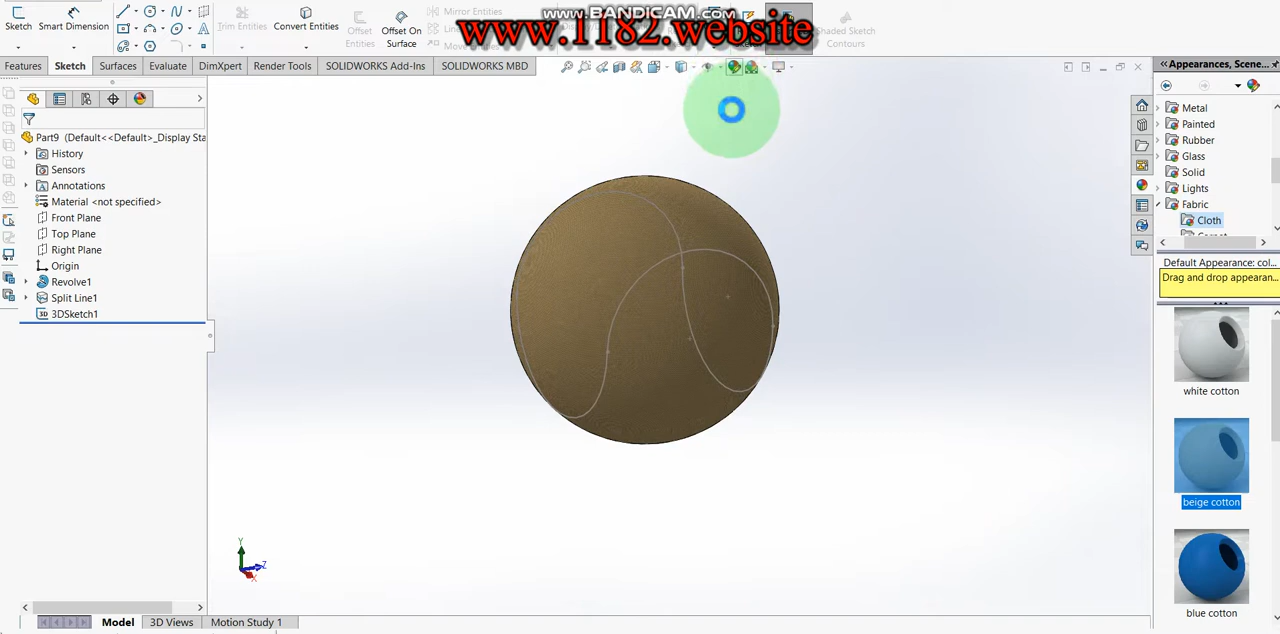 www.BANDICAM.com
www.1182.website
Sketch
Smart Dimension
Trim Entities
Convert Entities
Offset Entities
Offset On Surface
Mirror Entities
Shaded Sketch Contours
Features
Sketch
Surfaces
Evaluate
DimXpert
Render Tools
SOLIDWORKS Add-Ins
SOLIDWORKS MBD
Part9 (Default<<Default>_Display Sta
History
Sensors
Annotations
Material <not specified>
Front Plane
Top Plane
Right Plane
Origin
Revolve1
Split Line1
3D 3DSketch1
Y
Z
X
Model
3D Views
Motion Study 1
Appearances, Scene...
Metal
Painted
Rubber
Glass
Solid
Lights
Fabric
Cloth
Default Appearance: col...
Drag and drop appearan...
white cotton
beige cotton
blue cotton